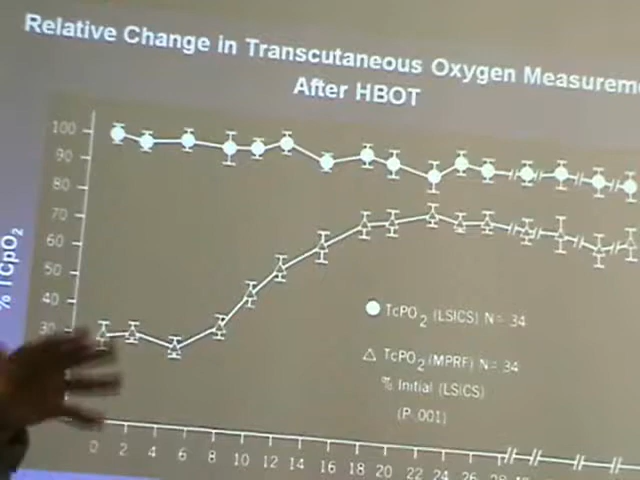 Relative Change in Transcutaneous Oxygen
After HBOT
100
90
80
70
60
50
40
30
% TCpO2
TcPO2 (LSICS) N= 34
TcPO2 (MPRF) N= 34
% Initial (LSICS)
(P .001)
0 2 4 6 8 10 12 14 16 18 20 22 24 26 28